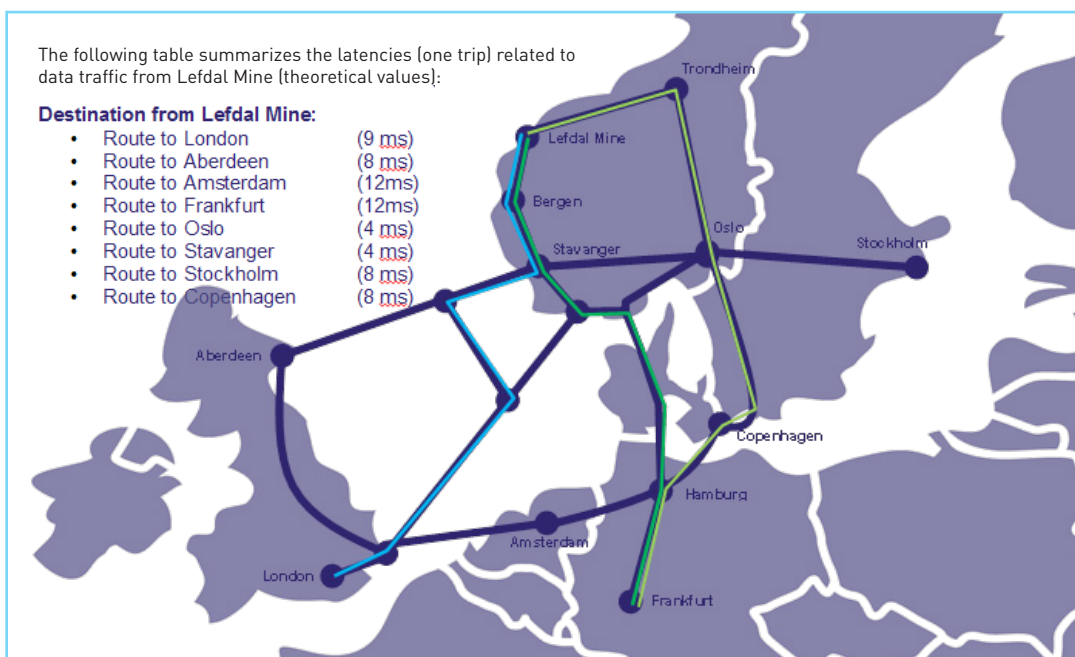 The following table summarizes the latencies (one trip) related to
data traffic from Lefdal Mine (theoretical values):
Destination from Lefdal Mine:
• Route to London (9 ms)
• Route to Aberdeen (8 ms)
• Route to Amsterdam (12ms)
• Route to Frankfurt (12ms)
• Route to Oslo (4 ms)
• Route to Stavanger (4 ms)
• Route to Stockholm (8 ms)
• Route to Copenhagen (8 ms)
Trondheim
Lefdal Mine
Bergen
Oslo
Stavanger
Stockholm
Aberdeen
Copenhagen
Hamburg
Amsterdam
London
Frankfurt